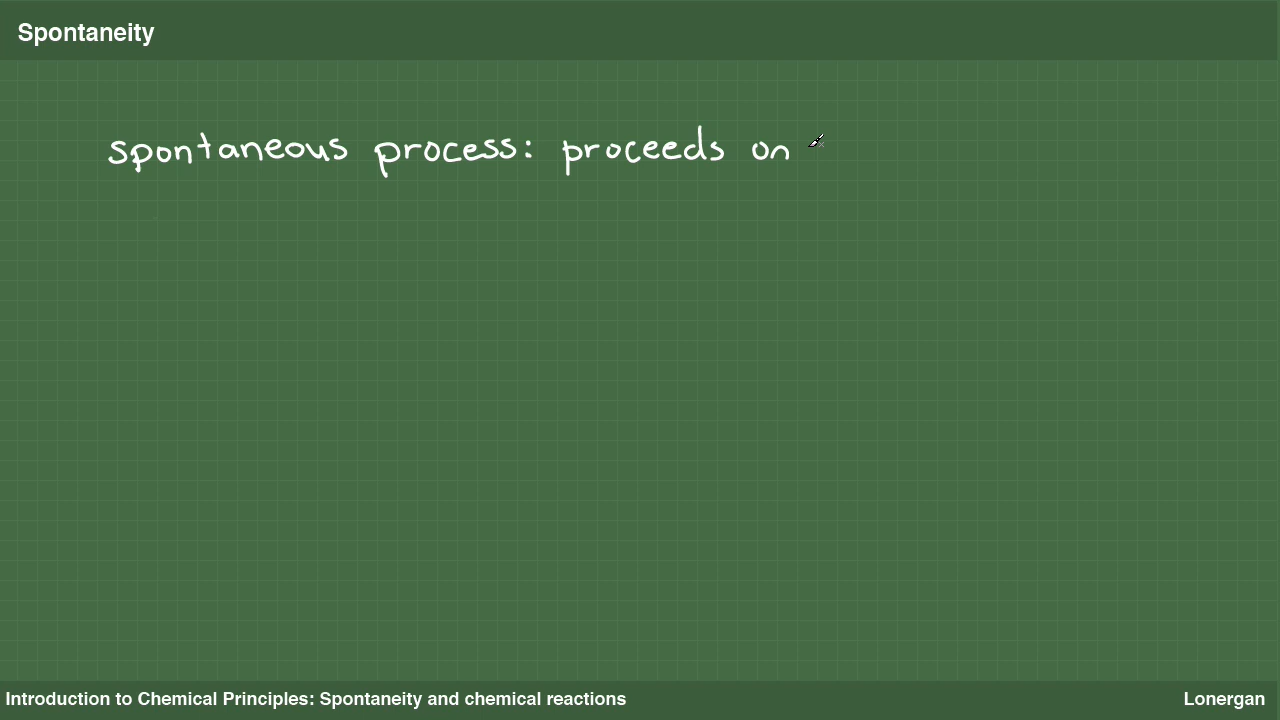 Spontaneity
spontaneous process: proceeds on
Introduction to Chemical Principles: Spontaneity and chemical reactions
Lonergan